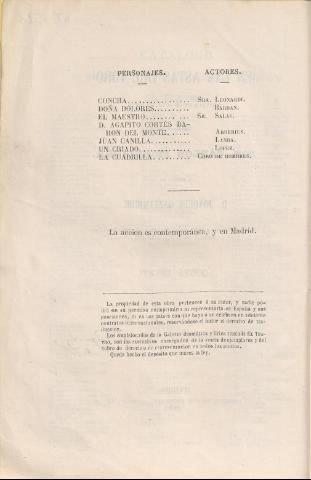 PERSONAJES. ACTORES.
CONCHA................. SRA. LEONARDI.
DOÑA DOLORES.......... BARDAN.
EL MAESTRO............ SR. SALAS.
D. AGAPITO CORTÉS BA-
RON DEL MONTE...... ARDERIUS.
JUAN CANILLA.......... LANDA.
UN CRIADO............. LOPEZ.
LA CUADRILLA.......... CORO DE HOMBRES.
La accion es contemporánea, y en Madrid.
La propiedad de esta obra pertenece á su autor, y nadie po-
drá sin su permiso reimprimirla ni representarla en España y sus
posesiones, ni en los paises con que haya ó se celebren en adelante
contratos internacionales, reservándose el autor el derecho de tra-
duccion.
Los comisionados de la Galería dramática y lírica titulada EL TEA-
TRO, son los exclusivos encargados de la venta de ejemplares y del
cobro de derechos de representacion en todos los puntos.
Queda hecho el depósito que marca la ley.